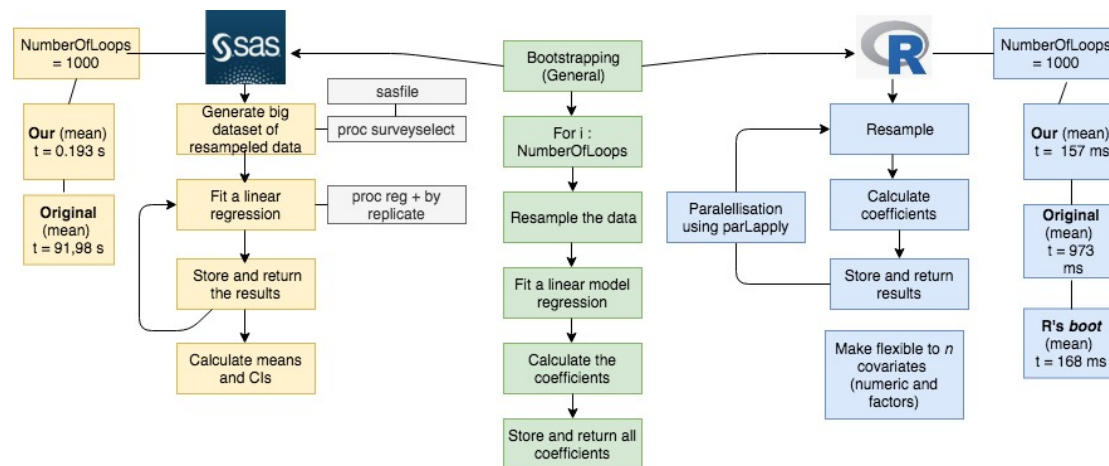 NumberOfLoops
= 1000
Our (mean)
t = 0.193 s
Original
(mean)
t = 91,98 s
sas
Generate big
dataset of
resampeled data
sasfile
proc surveyselect
Fit a linear
regression
proc reg + by
replicate
Store and return
the results
Calculate means
and CIs
Bootstrapping
(General)
For i :
NumberOfLoops
Resample the data
Fit a linear model
regression
Calculate the
coefficients
Store and return all
coefficients
R
Resample
Calculate
coefficients
Paralellisation
using parLapply
Store and return
results
Make flexible to n
covariates
(numeric and
factors)
NumberOfLoops
= 1000
Our (mean)
t = 157 ms
Original
(mean)
t = 973
ms
R's boot
(mean)
t = 168 ms